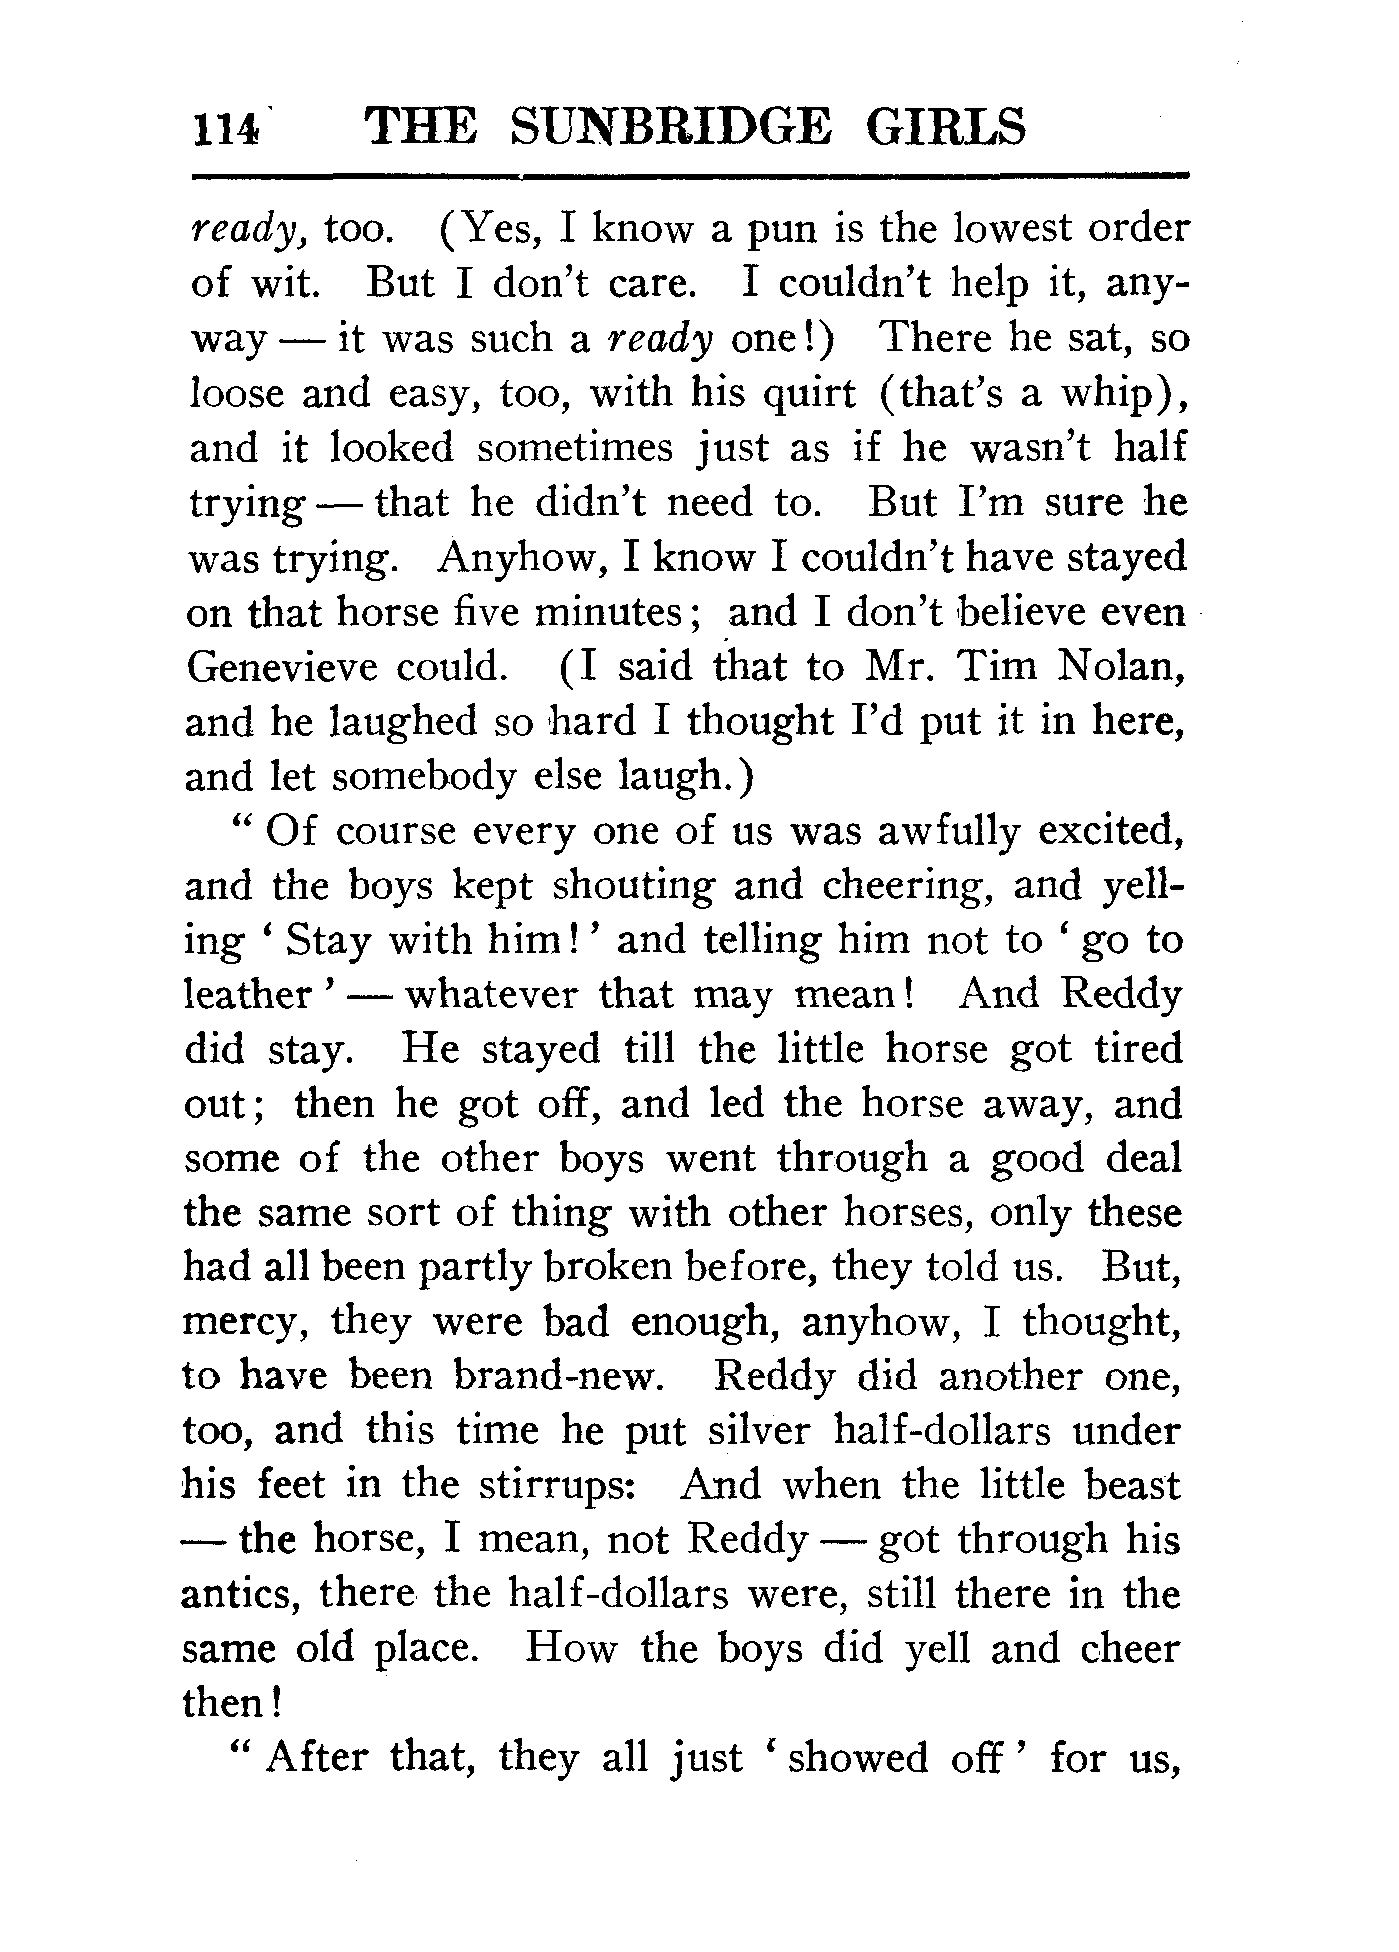 114 THE SUNBRIDGE GIRLS
ready, too. (Yes, I know a pun is the lowest order
of wit. But I don't care. I couldn't help it, any-
way — it was such a ready one!) There he sat, so
loose and easy, too, with his quirt (that's a whip),
and it looked sometimes just as if he wasn't half
trying — that he didn't need to. But I'm sure he
was trying. Anyhow, I know I couldn't have stayed
on that horse five minutes; and I don't believe even
Genevieve could. (I said that to Mr. Tim Nolan,
and he laughed so hard I thought I'd put it in here,
and let somebody else laugh.)
" Of course every one of us was awfully excited,
and the boys kept shouting and cheering, and yell-
ing ' Stay with him! ' and telling him not to ' go to
leather ' — whatever that may mean! And Reddy
did stay. He stayed till the little horse got tired
out; then he got off, and led the horse away, and
some of the other boys went through a good deal
the same sort of thing with other horses, only these
had all been partly broken before, they told us. But,
mercy, they were bad enough, anyhow, I thought,
to have been brand-new. Reddy did another one,
too, and this time he put silver half-dollars under
his feet in the stirrups: And when the little beast
— the horse, I mean, not Reddy — got through his
antics, there the half-dollars were, still there in the
same old place. How the boys did yell and cheer
then!
" After that, they all just ' showed off ' for us,